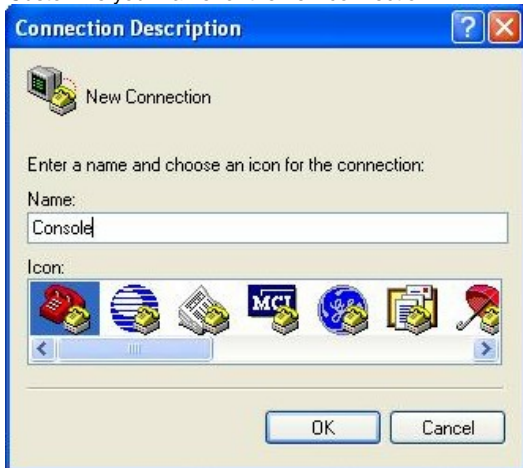 Connection Description
New Connection
Enter a name and choose an icon for the connection:
Name:
Console
Icon:
MCI
OK
Cancel